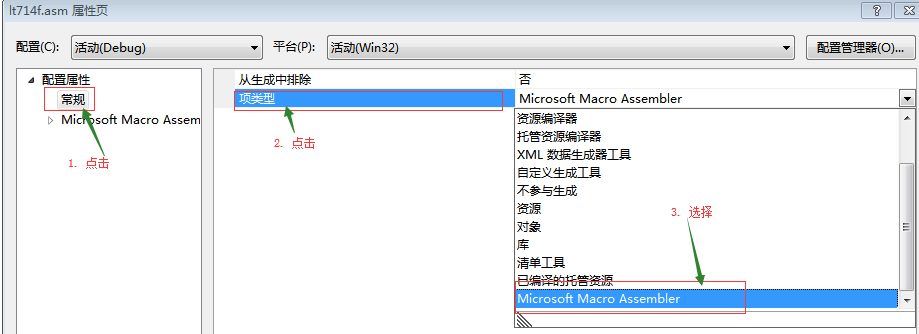 lt714f.asm 属性页
配置(C): 活动(Debug) 平台(P): 活动(Win32) 配置管理器(O)...
配置属性
常规
Microsoft Macro Assem
1. 点击
从生成中排除 否
项类型 Microsoft Macro Assembler
2. 点击
资源编译器
托管资源编译器
XML 数据生成器工具
自定义生成工具
不参与生成
资源
对象
库
清单工具
已编译的托管资源
Microsoft Macro Assembler
3. 选择